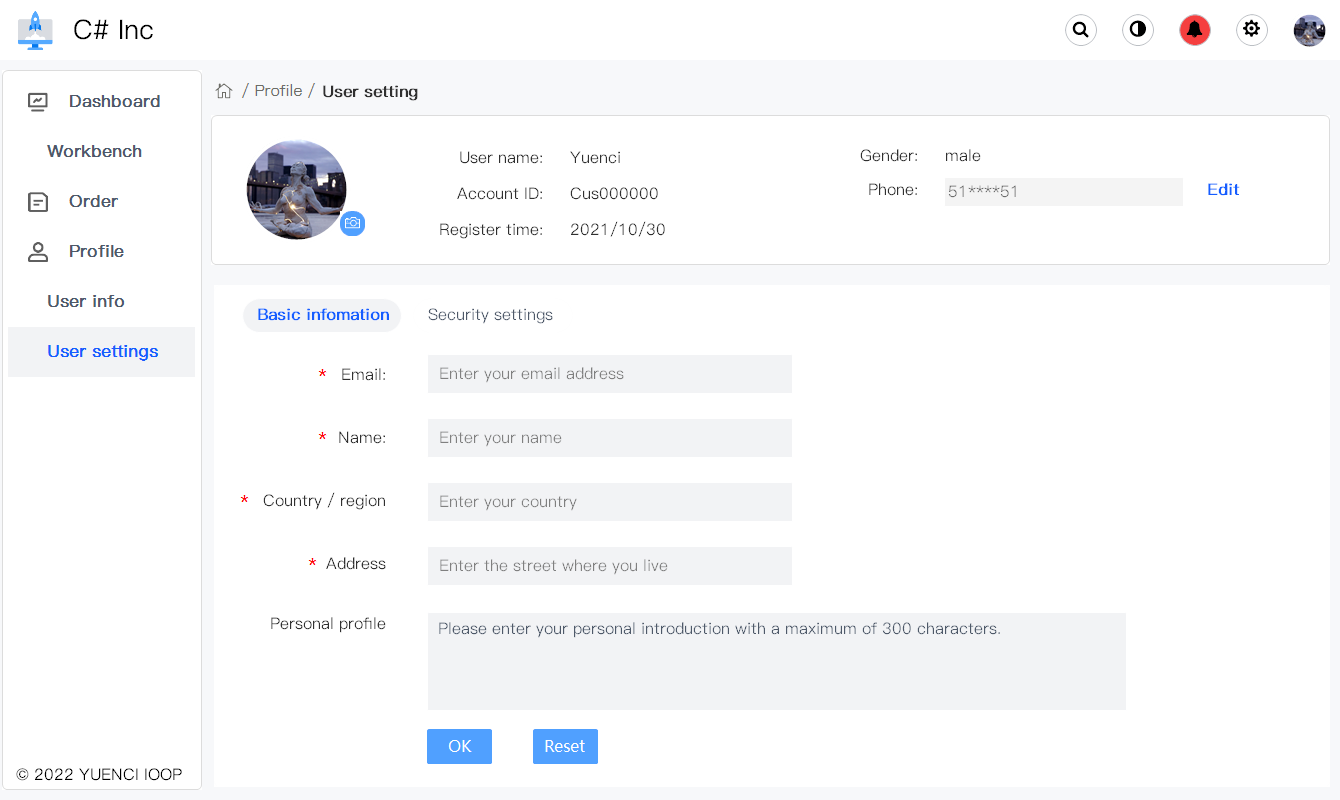 C# Inc
Dashboard
Workbench
Order
Profile
User info
User settings
© 2022 YUENCI IOOP
/ Profile / User setting
User name: Yuenci
Account ID: Cus000000
Register time: 2021/10/30
Gender: male
Phone: 51****51 Edit
Basic infomation Security settings
* Email: Enter your email address
* Name: Enter your name
* Country / region Enter your country
* Address Enter the street where you live
Personal profile Please enter your personal introduction with a maximum of 300 characters.
OK Reset